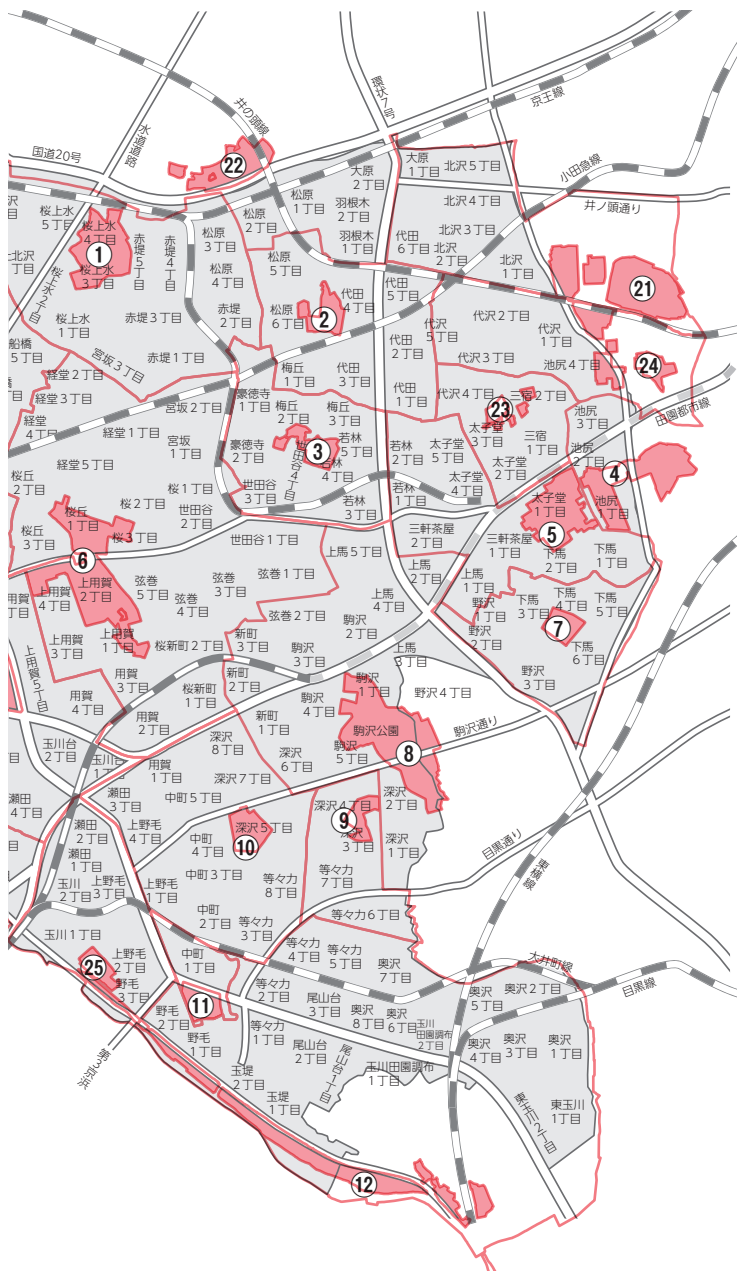 環状7号
京王線
井の頭線
水道道路
国道20号
22
大原
1丁目
北沢5丁目
小田急線
大原
2丁目
井ノ頭通り
松原
1丁目
羽根木
2丁目
北沢4丁目
桜上水
5丁目
桜上水
4丁目
赤堤5丁目
赤堤4丁目
松原
3丁目
松原
2丁目
羽根木
1丁目
代田
6丁目
北沢3丁目
北沢
2丁目
北沢
1丁目
上北沢
1
桜上水
3丁目
桜上水2丁目
松原
4丁目
松原
5丁目
代田
5丁目
21
桜上水
1丁目
赤堤3丁目
赤堤
2丁目
松原
6丁目
2
代田
4丁目
代沢
5丁目
代沢2丁目
代沢
1丁目
船橋
5丁目
宮坂3丁目
赤堤1丁目
代田
2丁目
代沢3丁目
池尻4丁目
24
経堂2丁目
経堂3丁目
梅丘
1丁目
代田
3丁目
代田
1丁目
代沢4丁目
三宿2丁目
23
田園都市線
経堂
4丁目
経堂1丁目
宮坂2丁目
豪徳寺
1丁目
梅丘
2丁目
梅丘
3丁目
太子堂
3丁目
三宿
1丁目
池尻
3丁目
宮坂
1丁目
豪徳寺
2丁目
世田谷4丁目
3
若林
5丁目
若林
4丁目
若林
2丁目
太子堂
5丁目
太子堂
2丁目
池尻
2丁目
4
経堂5丁目
桜丘
2丁目
桜1丁目
世田谷
3丁目
若林
3丁目
若林
1丁目
太子堂
4丁目
太子堂
1丁目
池尻
1丁目
桜丘
1丁目
桜2丁目
世田谷
2丁目
桜丘
3丁目
桜3丁目
世田谷1丁目
三軒茶屋
2丁目
三軒茶屋
1丁目
5
下馬
2丁目
下馬
1丁目
6
上用賀
4丁目
上用賀
2丁目
弦巻
5丁目
弦巻
4丁目
弦巻
3丁目
弦巻1丁目
上馬5丁目
上馬
2丁目
上馬
1丁目
用賀
上用賀
3丁目
上用賀
1丁目
弦巻2丁目
上馬
4丁目
野沢
1丁目
下馬
3丁目
下馬
4丁目
下馬
5丁目
7
上用賀5丁目
桜新町2丁目
新町
3丁目
駒沢
3丁目
駒沢
2丁目
上馬
3丁目
野沢
2丁目
下馬
6丁目
用賀
3丁目
用賀
4丁目
桜新町
1丁目
新町
2丁目
駒沢
4丁目
駒沢
1丁目
野沢4丁目
野沢
3丁目
用賀
2丁目
新町
1丁目
駒沢公園
駒沢通り
玉川台
2丁目
玉川台
用賀
1丁目
深沢
8丁目
深沢
6丁目
駒沢
5丁目
8
瀬田
4丁目
瀬田
3丁目
中町5丁目
深沢7丁目
深沢4丁目
深沢
2丁目
9
目黒通り
瀬田
2丁目
上野毛
4丁目
深沢5丁目
10
深沢
3丁目
深沢
1丁目
東横線
瀬田
1丁目
中町
4丁目
中町3丁目
等々力
8丁目
等々力
7丁目
玉川
2丁目
上野毛
3丁目
上野毛
1丁目
中町
2丁目
等々力
3丁目
等々力6丁目
玉川1丁目
上野毛
2丁目
中町
1丁目
等々力
4丁目
等々力
5丁目
奥沢
7丁目
大井町線
目黒線
25
野毛
3丁目
野毛
2丁目
11
等々力
2丁目
尾山台
3丁目
奥沢
8丁目
奥沢
6丁目
奥沢
5丁目
奥沢2丁目
野毛
1丁目
等々力
1丁目
玉川
田園調布
2丁目
奥沢
4丁目
奥沢
3丁目
奥沢
1丁目
第3京浜
玉堤
2丁目
尾山台
2丁目
尾山台1丁目
玉川田園調布
1丁目
玉堤
1丁目
東玉川2丁目
東玉川
1丁目
12